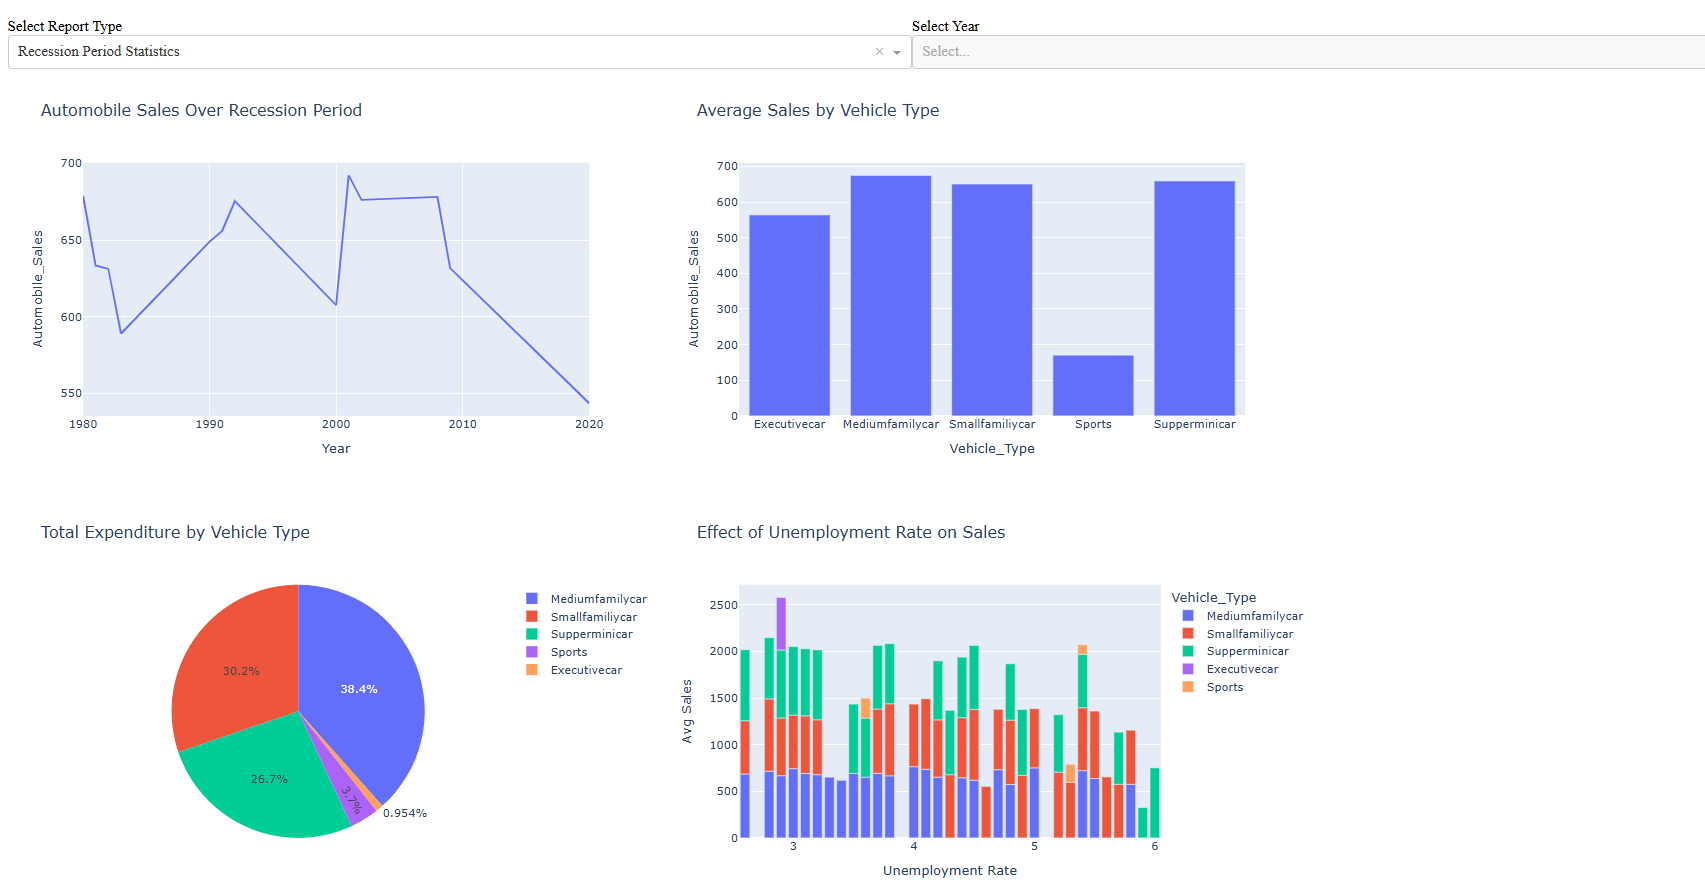 Select Report Type
Select Year
Recession Period Statistics
×
Select...
Automobile Sales Over Recession Period
700
650
600
550
Automobile_Sales
1980
1990
2000
2010
2020
Year
Average Sales by Vehicle Type
700
600
500
400
300
200
100
0
Automobile_Sales
Executivecar
Mediumfamilycar
Smallfamiliycar
Sports
Supperminicar
Vehicle_Type
Total Expenditure by Vehicle Type
38.4%
30.2%
26.7%
3.7%
0.954%
Mediumfamilycar
Smallfamiliycar
Supperminicar
Sports
Executivecar
Effect of Unemployment Rate on Sales
2500
2000
1500
1000
500
0
Avg Sales
3
4
5
6
Unemployment Rate
Vehicle_Type
Mediumfamilycar
Smallfamiliycar
Supperminicar
Executivecar
Sports